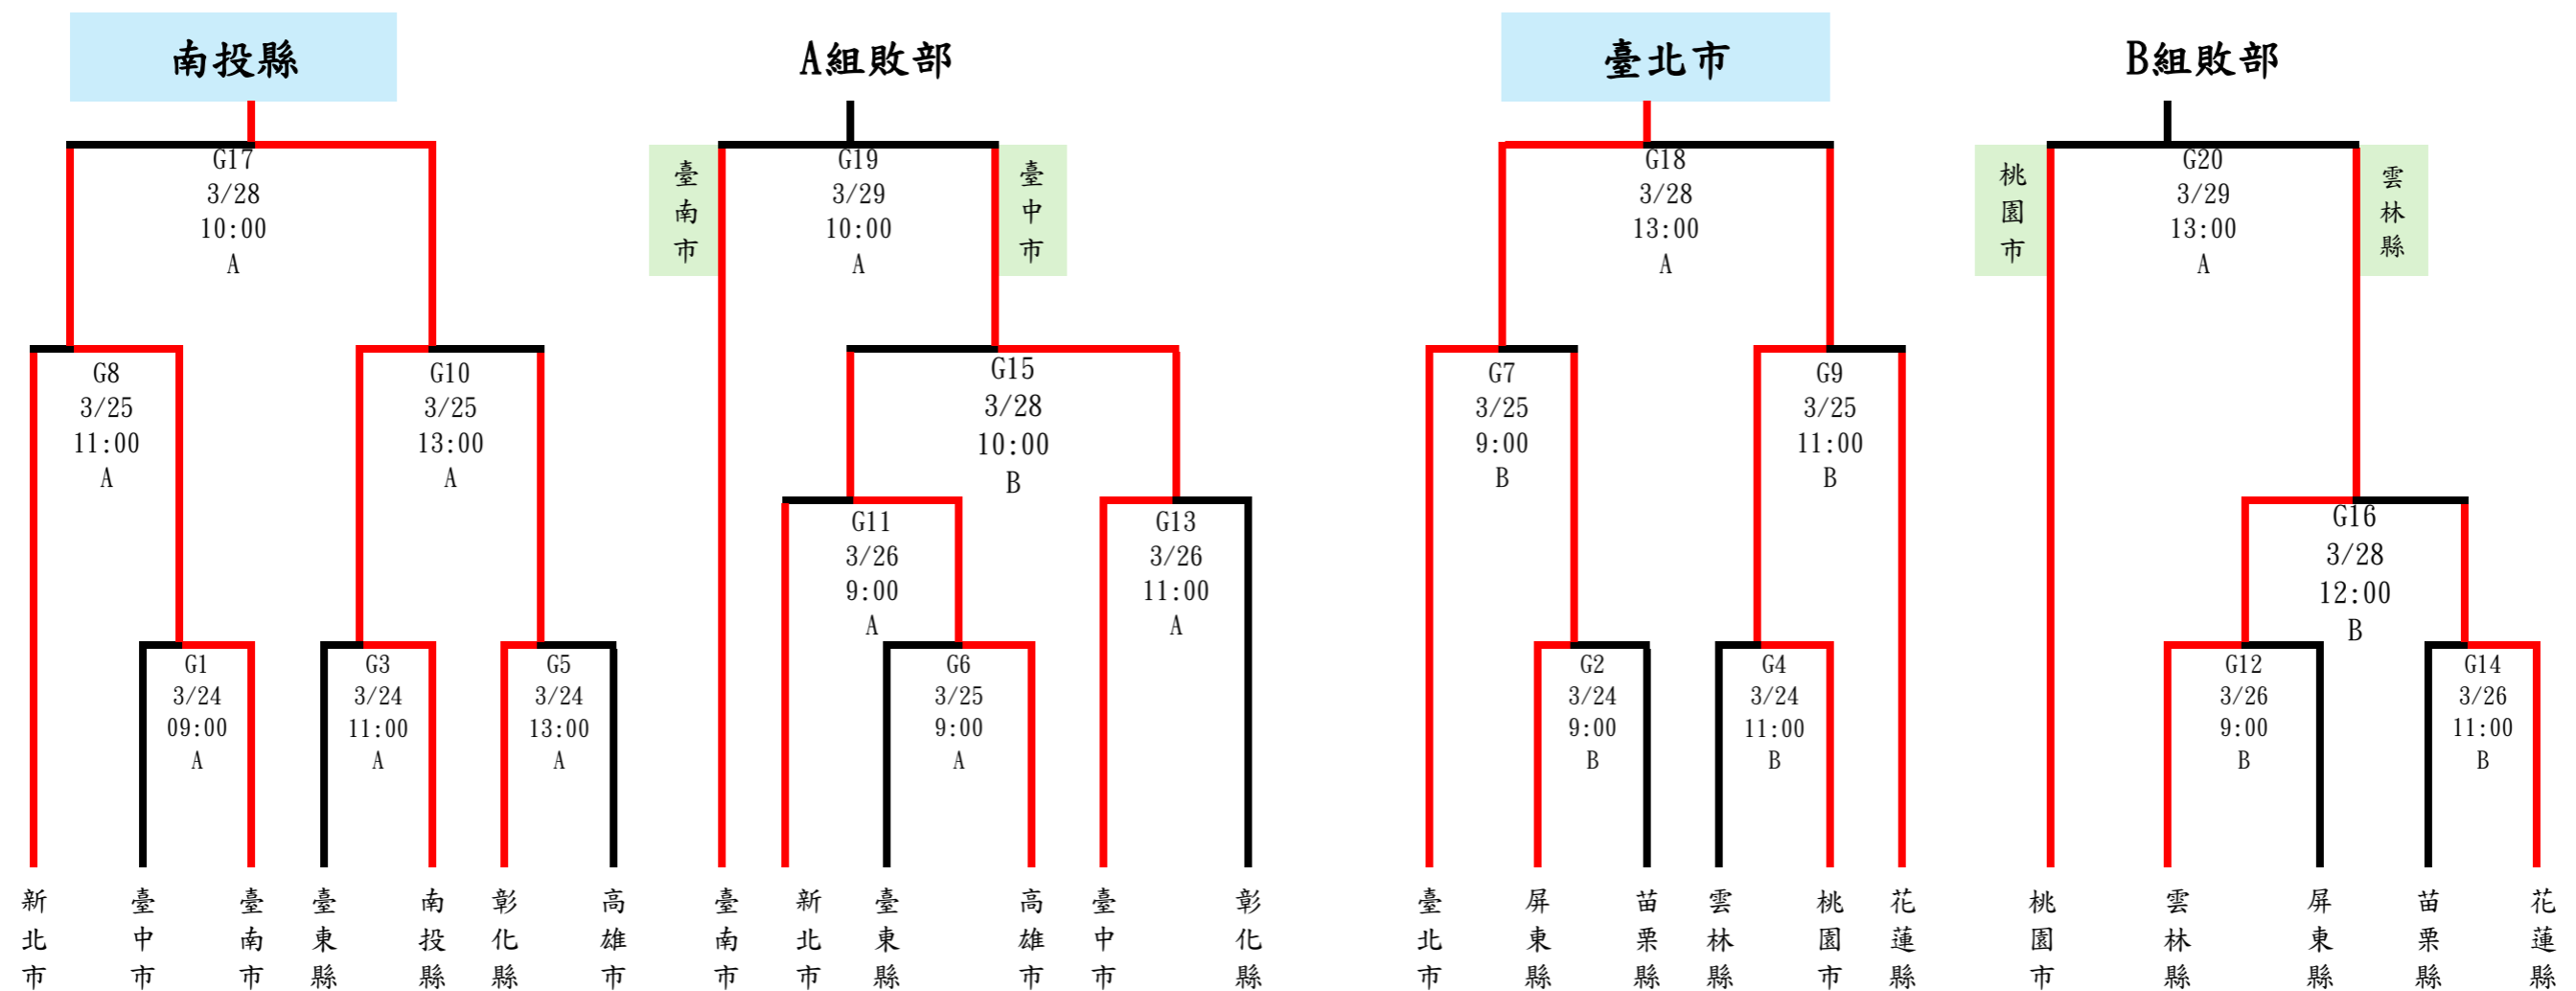 南投縣
A組敗部
臺北市
B組敗部
G17
3/28
10:00
A
臺南市
G19
3/29
10:00
A
臺中市
G18
3/28
13:00
A
桃園市
G20
3/29
13:00
A
雲林縣
G8
3/25
11:00
A
G10
3/25
13:00
A
G15
3/28
10:00
B
G7
3/25
9:00
B
G9
3/25
11:00
B
G11
3/26
9:00
A
G13
3/26
11:00
A
G16
3/28
12:00
B
G1
3/24
09:00
A
G3
3/24
11:00
A
G5
3/24
13:00
A
G6
3/25
9:00
A
G2
3/24
9:00
B
G4
3/24
11:00
B
G12
3/26
9:00
B
G14
3/26
11:00
B
新北市
臺中市
臺南市
臺東縣
南投縣
彰化縣
高雄市
臺南市
新北市
臺東縣
高雄市
臺中市
彰化縣
臺北市
屏東縣
苗栗縣
雲林縣
桃園市
花蓮縣
桃園市
雲林縣
屏東縣
苗栗縣
花蓮縣